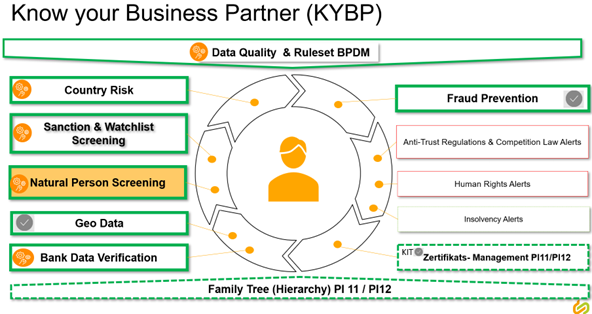 Know your Business Partner (KYBP)
Data Quality & Ruleset BPDM
Country Risk
Sanction & Watchlist
Screening
Natural Person Screening
Geo Data
Bank Data Verification
Fraud Prevention
Anti-Trust Regulations & Competition Law Alerts
Human Rights Alerts
Insolvency Alerts
KIT
Zertifikats- Management PI11/PI12
Family Tree (Hierarchy) PI 11 / PI12